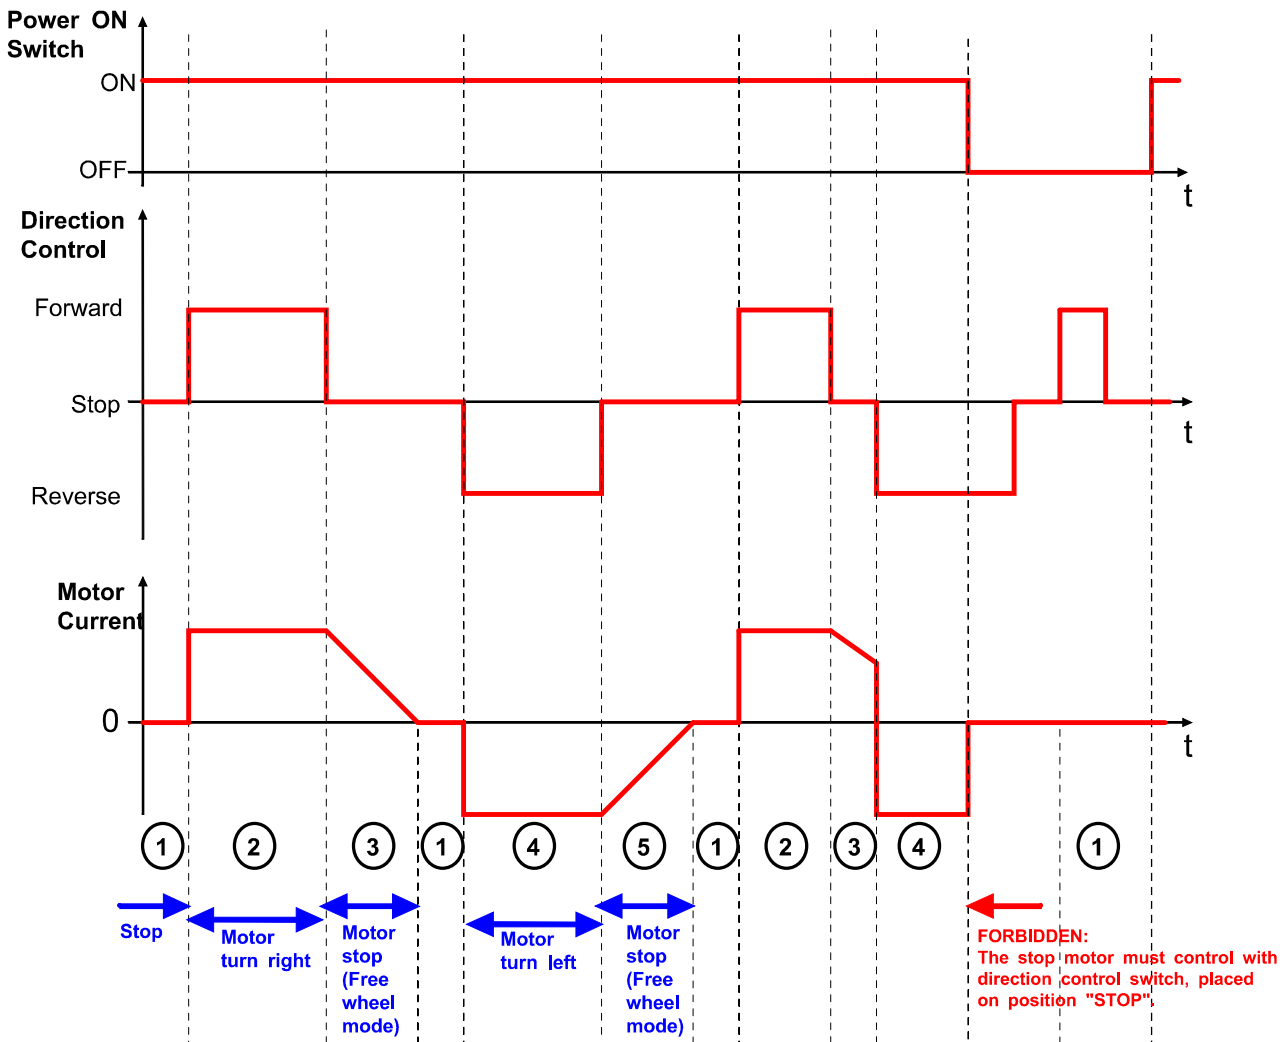 Power ON
Switch
ON
OFF
t
Direction
Control
Forward
Stop
t
Reverse
Motor
Current
0
t
1 2 3 1 4 5 1 2 3 4 1
Stop
Motor
turn right
Motor
stop
(Free
wheel
mode)
Motor
turn left
Motor
stop
(Free
wheel
mode)
FORBIDDEN:
The stop motor must control with
direction control switch, placed
on position "STOP".